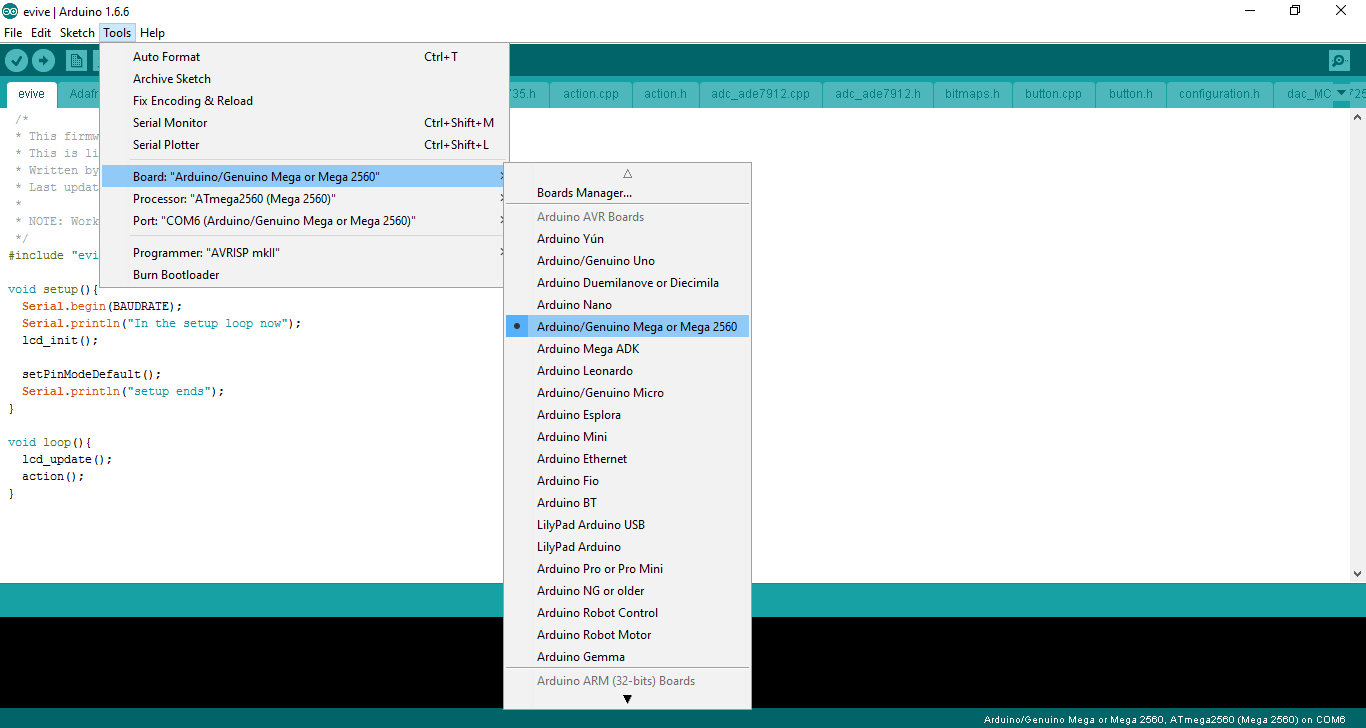 evive | Arduino 1.6.6
File Edit Sketch Tools Help
Auto Format Ctrl+T
Archive Sketch
Fix Encoding & Reload
Serial Monitor Ctrl+Shift+M
Serial Plotter Ctrl+Shift+L
Board: "Arduino/Genuino Mega or Mega 2560"
Processor: "ATmega2560 (Mega 2560)"
Port: "COM6 (Arduino/Genuino Mega or Mega 2560)"
Programmer: "AVRISP mkII"
Burn Bootloader
Boards Manager...
Arduino AVR Boards
Arduino Yún
Arduino/Genuino Uno
Arduino Duemilanove or Diecimila
Arduino Nano
Arduino/Genuino Mega or Mega 2560
Arduino Mega ADK
Arduino Leonardo
Arduino/Genuino Micro
Arduino Esplora
Arduino Mini
Arduino Ethernet
Arduino Fio
Arduino BT
LilyPad Arduino USB
LilyPad Arduino
Arduino Pro or Pro Mini
Arduino NG or older
Arduino Robot Control
Arduino Robot Motor
Arduino Gemma
Arduino ARM (32-bits) Boards
evive Adafr 735.h action.cpp action.h adc_ade7912.cpp adc_ade7912.h bitmaps.h button.cpp button.h configuration.h dac_MC 725
/*
* This firmw
* This is li
* Written by
* Last updat
*
* NOTE: Work
*/
#include "evi
void setup(){
Serial.begin(BAUDRATE);
Serial.println("In the setup loop now");
lcd_init();
setPinModeDefault();
Serial.println("setup ends");
}
void loop(){
lcd_update();
action();
}
Arduino/Genuino Mega or Mega 2560, ATmega2560 (Mega 2560) on COM6